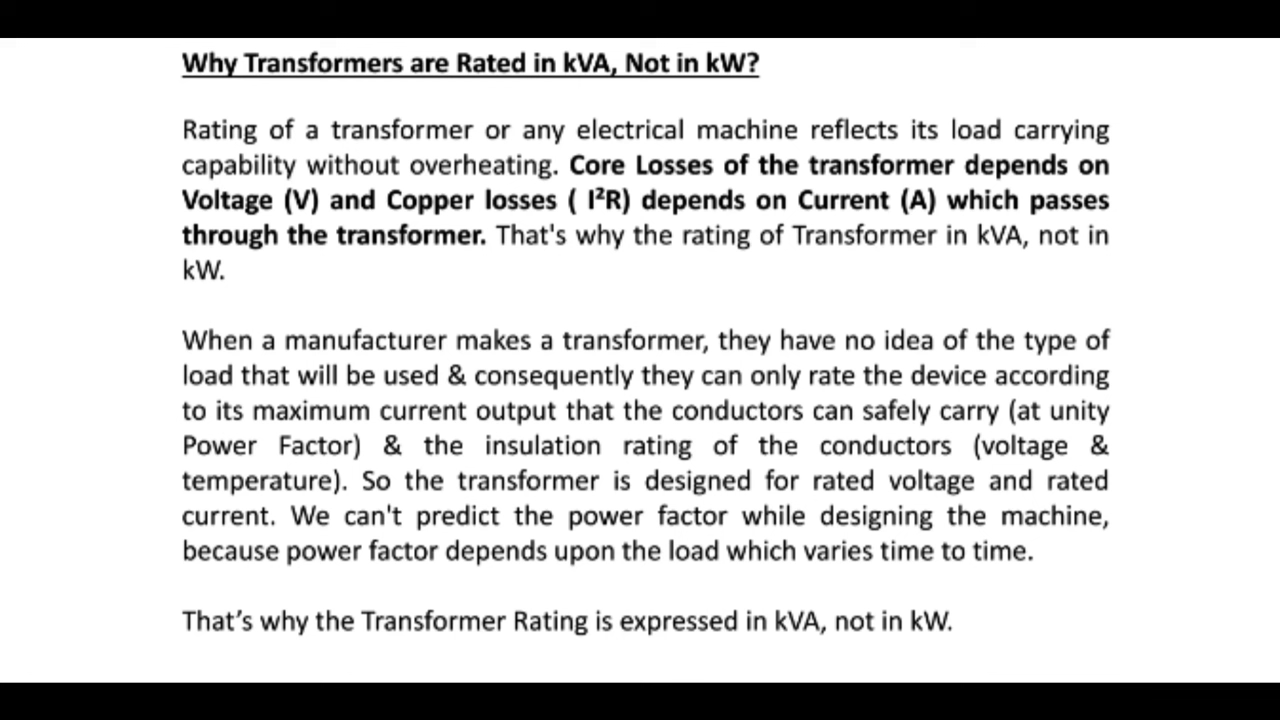 Why Transformers are Rated in kVA, Not in kW?
Rating of a transformer or any electrical machine reflects its load carrying
capability without overheating. Core Losses of the transformer depends on
Voltage (V) and Copper losses ( I²R) depends on Current (A) which passes
through the transformer. That's why the rating of Transformer in kVA, not in
kW.
When a manufacturer makes a transformer, they have no idea of the type of
load that will be used & consequently they can only rate the device according
to its maximum current output that the conductors can safely carry (at unity
Power Factor) & the insulation rating of the conductors (voltage &
temperature). So the transformer is designed for rated voltage and rated
current. We can't predict the power factor while designing the machine,
because power factor depends upon the load which varies time to time.
That’s why the Transformer Rating is expressed in kVA, not in kW.